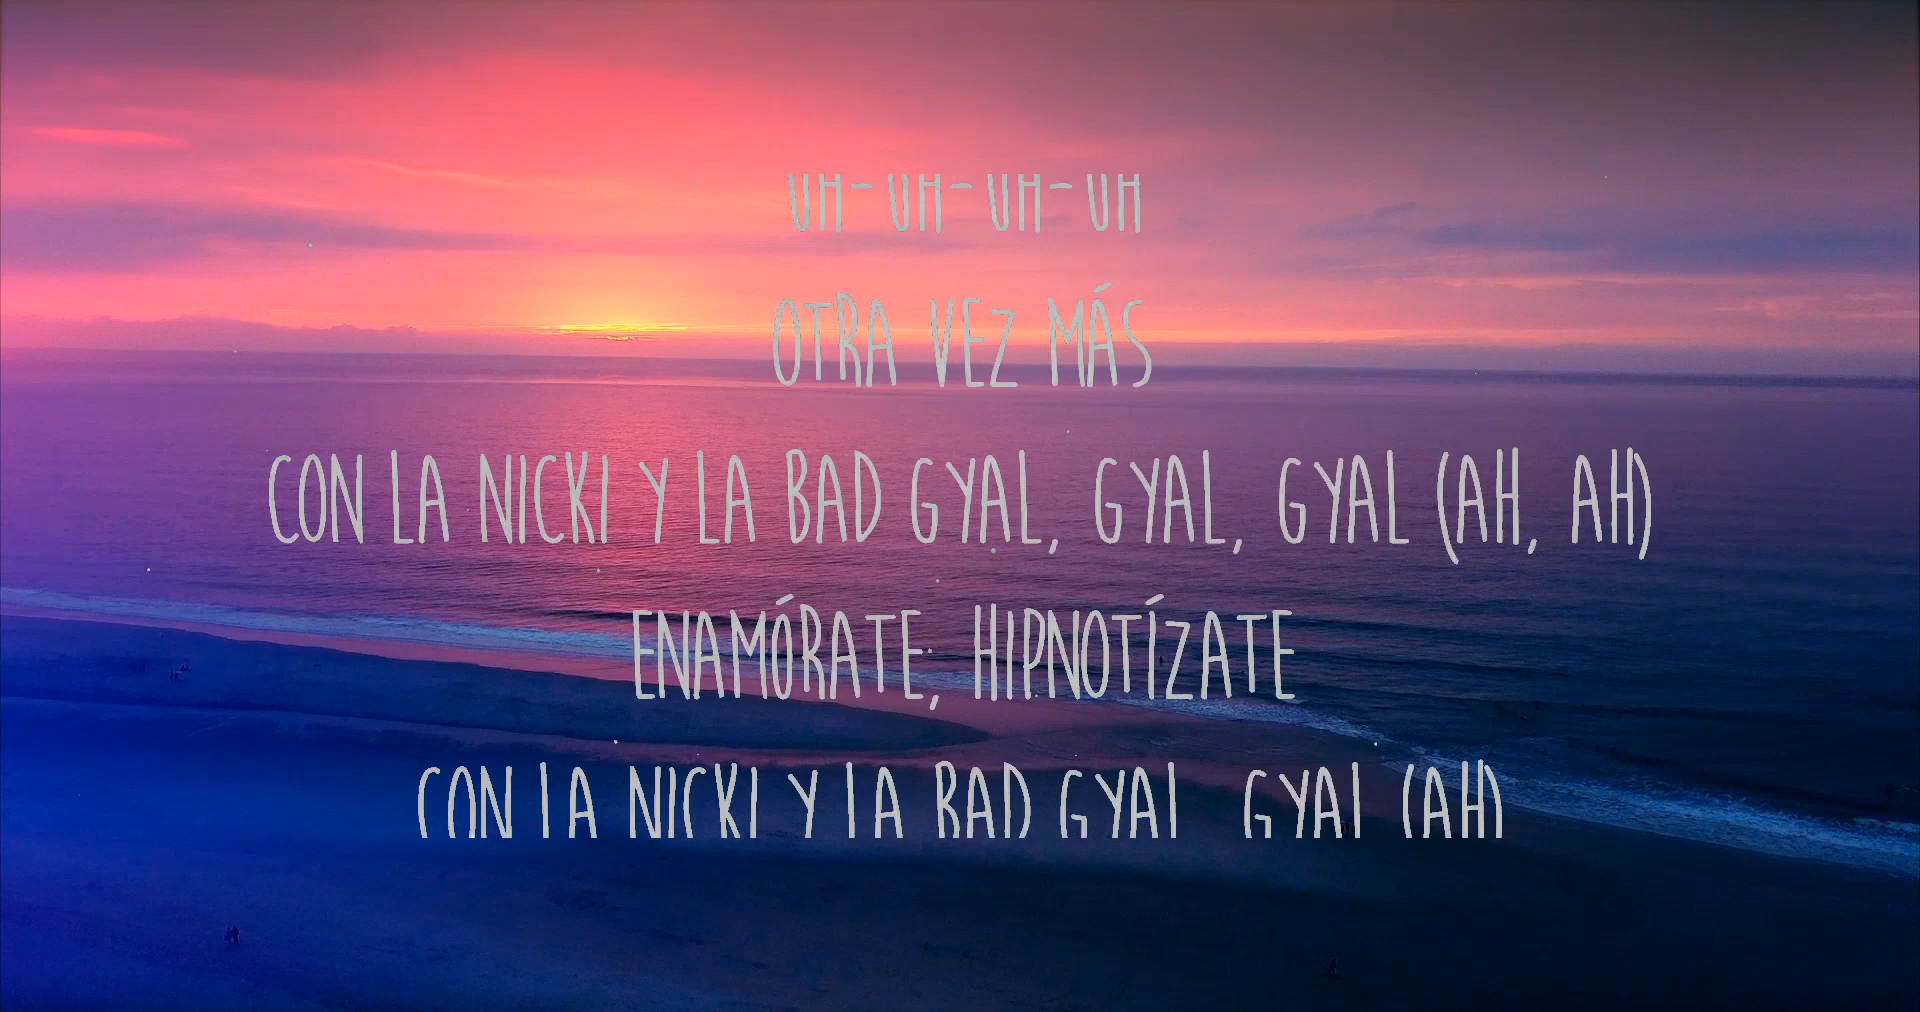 UH-UH-UH-UH
OTRA VEZ MÁS
CON LA NICKI Y LA BAD GYAL, GYAL, GYAL (AH, AH)
ENAMÓRATE; HIPNOTÍZATE
CON LA NICKI Y LA BAD GYAL, GYAL (AH)